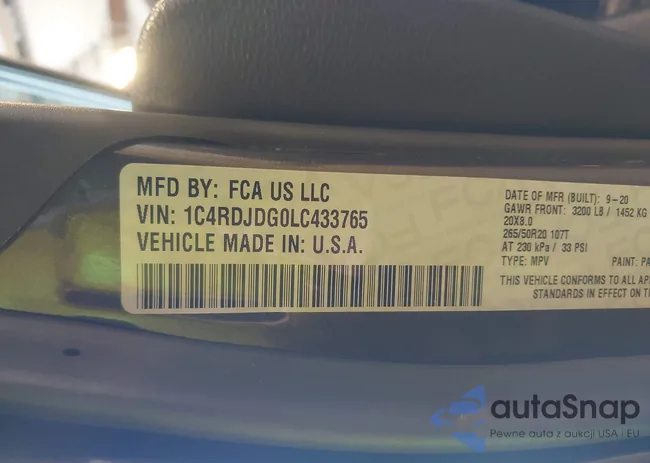 MFD BY: FCA US LLC
VIN: 1C4RDJDG0LC433765
VEHICLE MADE IN: U.S.A.
DATE OF MFR (BUILT): 9-20
GAWR FRONT: 3200 LB / 1452 KG
20X8.0
265/50R20 107T
AT 230 kPa / 33 PSI
TYPE: MPV PAINT: PA
THIS VEHICLE CONFORMS TO ALL
STANDARDS IN EFFECT ON
autaSnap
Pewne auta z aukcji USA i EU